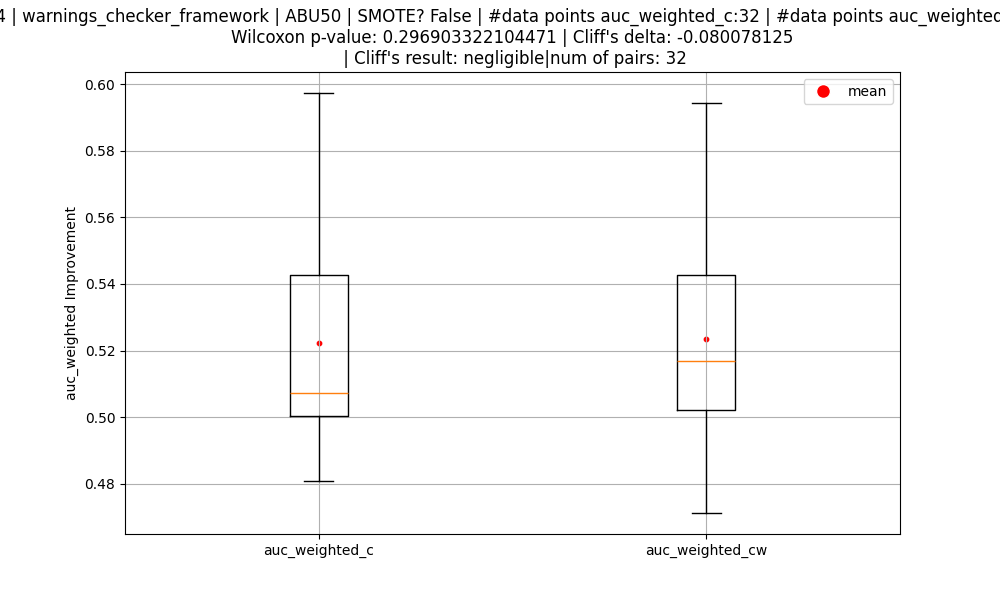 4 | warnings_checker_framework | ABU50 | SMOTE? False | #data points auc_weighted_c:32 | #data points auc_weighted
Wilcoxon p-value: 0.296903322104471 | Cliff's delta: -0.080078125
| Cliff's result: negligible|num of pairs: 32
mean
0.60
0.58
0.56
0.54
0.52
0.50
0.48
auc_weighted Improvement
auc_weighted_c
auc_weighted_cw